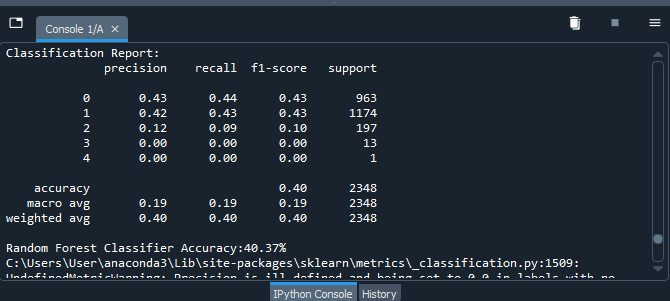 Console 1/A
Classification Report:
precision recall f1-score support
0 0.43 0.44 0.43 963
1 0.42 0.43 0.43 1174
2 0.12 0.09 0.10 197
3 0.00 0.00 0.00 13
4 0.00 0.00 0.00 1
accuracy 0.40 2348
macro avg 0.19 0.19 0.19 2348
weighted avg 0.40 0.40 0.40 2348
Random Forest Classifier Accuracy:40.37%
C:\Users\User\anaconda3\Lib\site-packages\sklearn\metrics\_classification.py:1509:
UndefinedMetricWarning: Precision is ill defined and being set to 0.0 in labels with no
IPython Console History